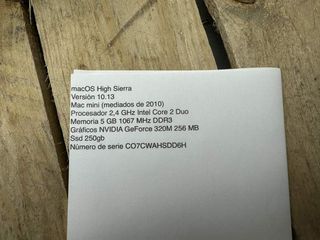 macOS High Sierra
Versión 10.13
Mac mini (mediados de 2010)
Procesador 2,4 GHz Intel Core 2 Duo
Memoria 5 GB 1067 MHz DDR3
Gráficos NVIDIA GeForce 320M 256 MB
Ssd 250gb
Número de serie CO7CWAHSDD6H